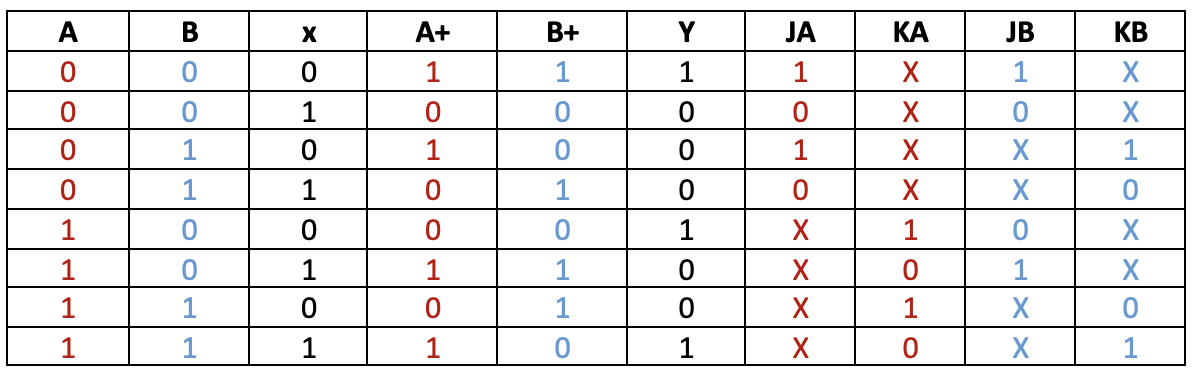 A B x A+ B+ Y JA KA JB KB
0 0 0 1 1 1 1 X 1 X
0 0 1 0 0 0 0 X 0 X
0 1 0 1 0 0 1 X X 1
0 1 1 0 1 0 0 X X 0
1 0 0 0 0 1 X 1 0 X
1 0 1 1 1 0 X 0 1 X
1 1 0 0 1 0 X 1 X 0
1 1 1 1 0 1 X 0 X 1